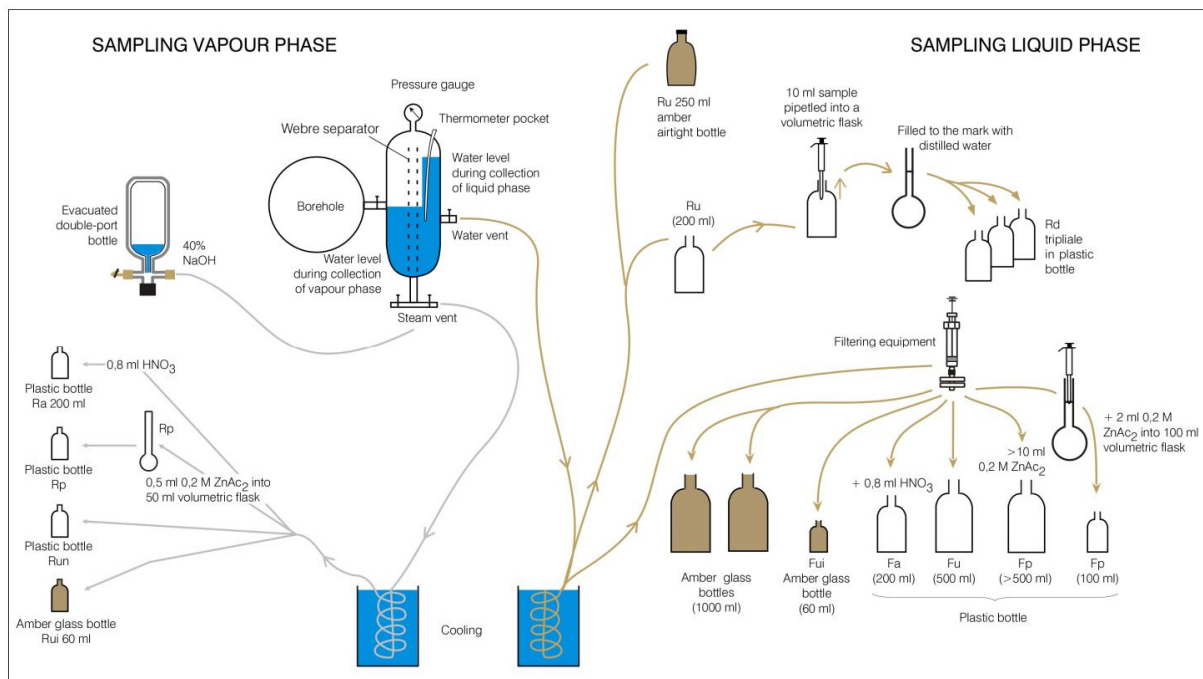 SAMPLING VAPOUR PHASE
SAMPLING LIQUID PHASE
Pressure gauge
Thermometer pocket
Webre separator
Water level
during collection
of liquid phase
Borehole
Water vent
Water level
during collection
of vapour phase
Steam vent
Evacuated
double-port
bottle
40%
NaOH
0,8 ml HNO₃
Plastic bottle
Ra 200 ml
Rp
Plastic bottle
Rp
0.5 ml 0.2 M ZnAc₂ into
50 ml volumetric flask
Plastic bottle
Run
Amber glass bottle
Rui 60 ml
Cooling
Ru 250 ml
amber
airtight bottle
Ru
(200 ml)
10 ml sample
pipetled into a
volumetric flask
Filled to the mark with
distilled water
Rd
tripliale
in plastic
bottle
Filtering equipment
+ 2 ml 0,2 M
ZnAc₂ into 100 ml
volumetric flask
>10 ml
0,2 M ZnAc₂
+ 0,8 ml HNO₃
Amber glass
bottles
(1000 ml)
Fui
Amber glass
bottle
(60 ml)
Fa
(200 ml)
Fu
(500 ml)
Fp
(>500 ml)
Fp
(100 ml)
Plastic bottle